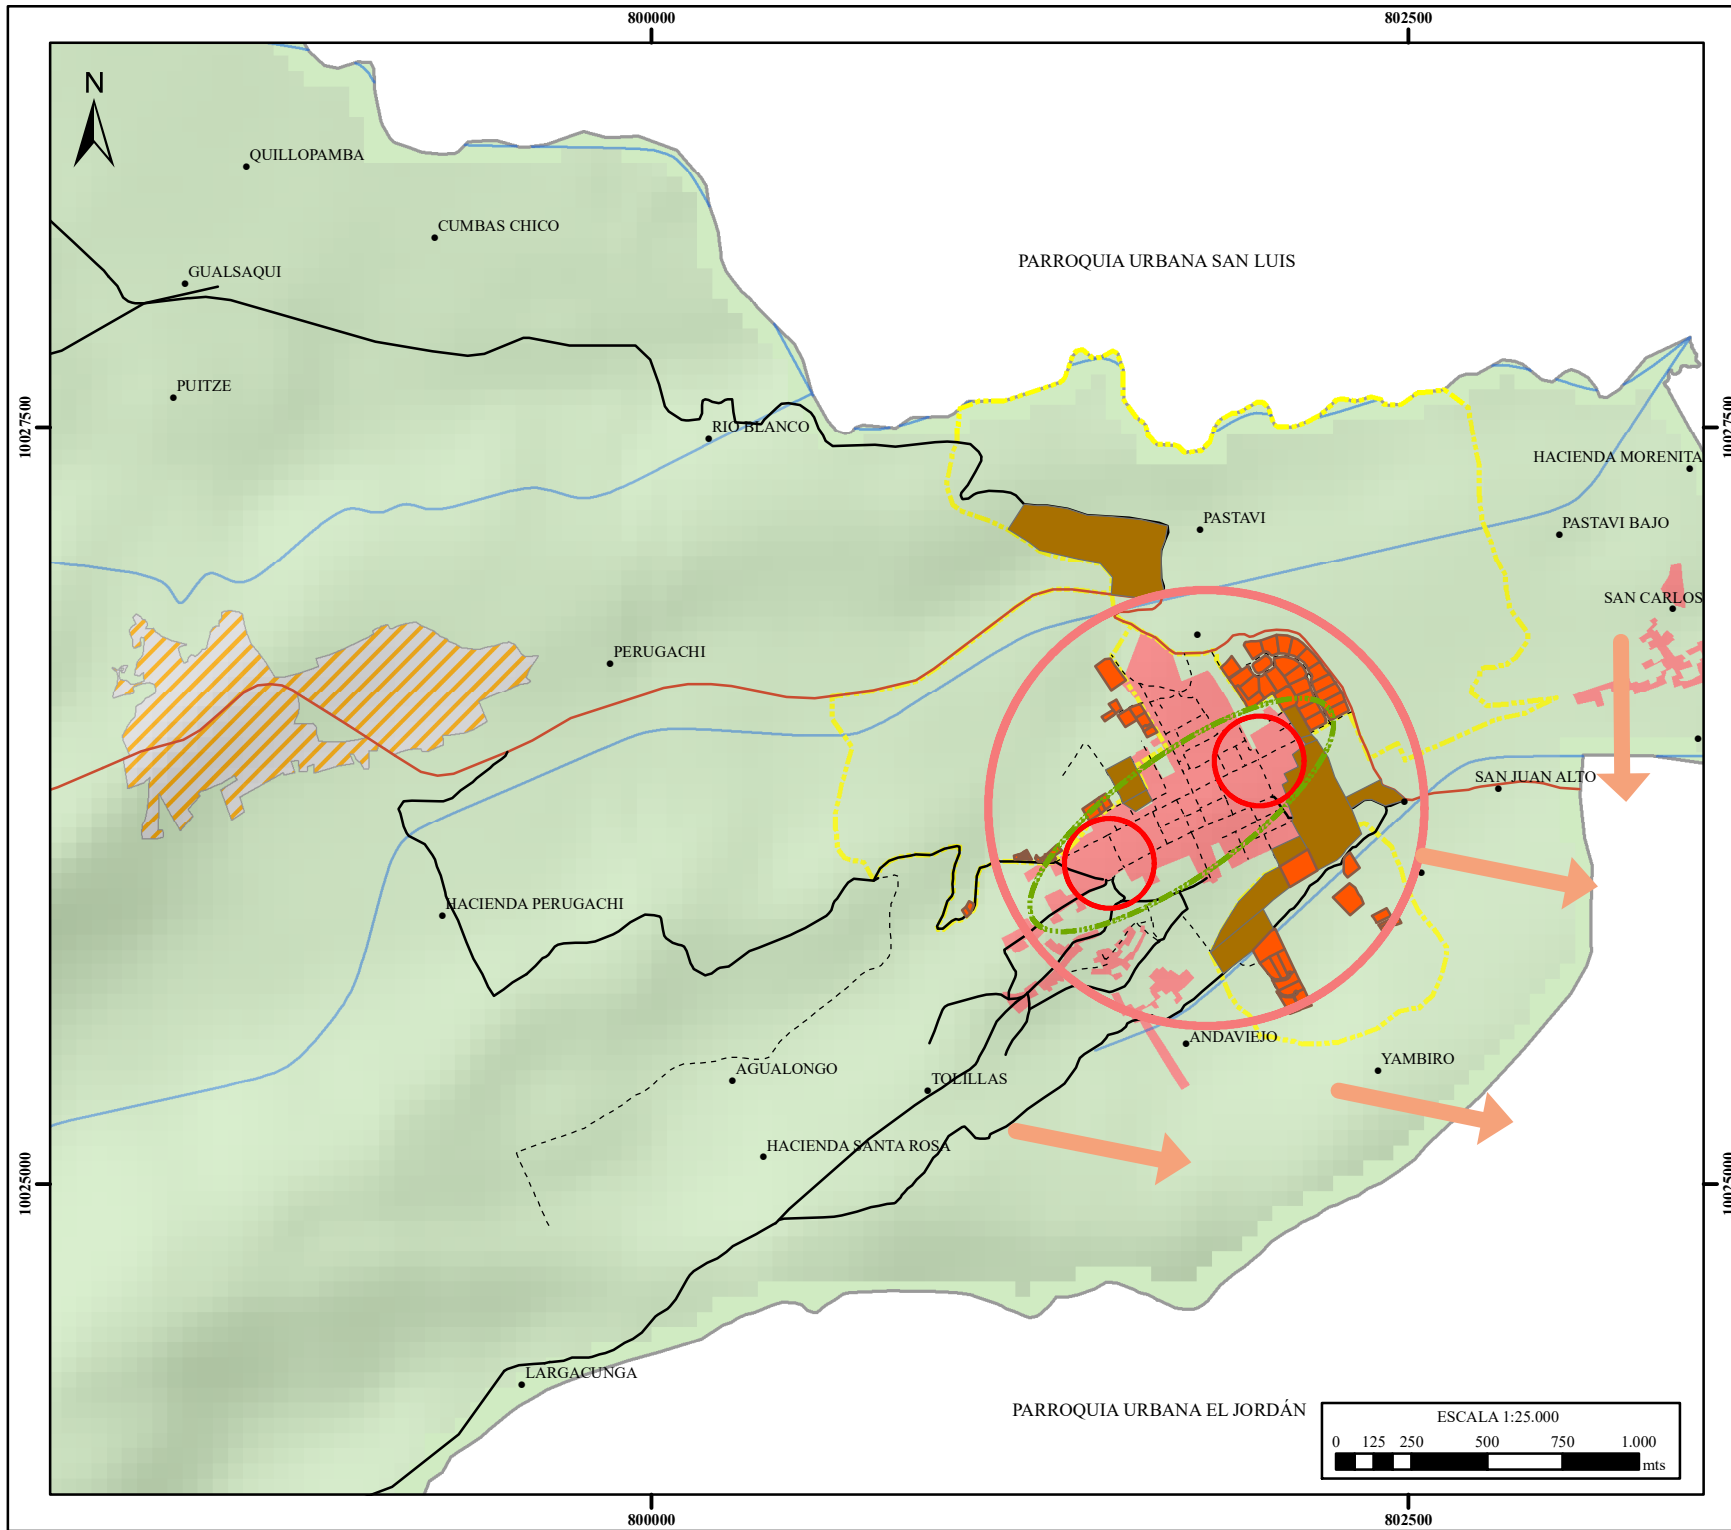 800000 802500
N
QUILLOPAMBA
CUMBAS CHICO
PARROQUIA URBANA SAN LUIS
GUALSAQUI
PUITZE
10027500
RIO BLANCO
10027500
HACIENDA MORENITA
PASTAVI
PASTAVI BAJO
SAN CARLOS
PERUGACHI
SAN JUAN ALTO
HACIENDA PERUGACHI
ANDAVIEJO
YAMBIRO
AGUALONGO
TOLILLAS
HACIENDA SANTA ROSA
10025000
10025000
LARGACUNGA
PARROQUIA URBANA EL JORDÁN
ESCALA 1:25.000
0 125 250 500 750 1.000
mts
800000 802500